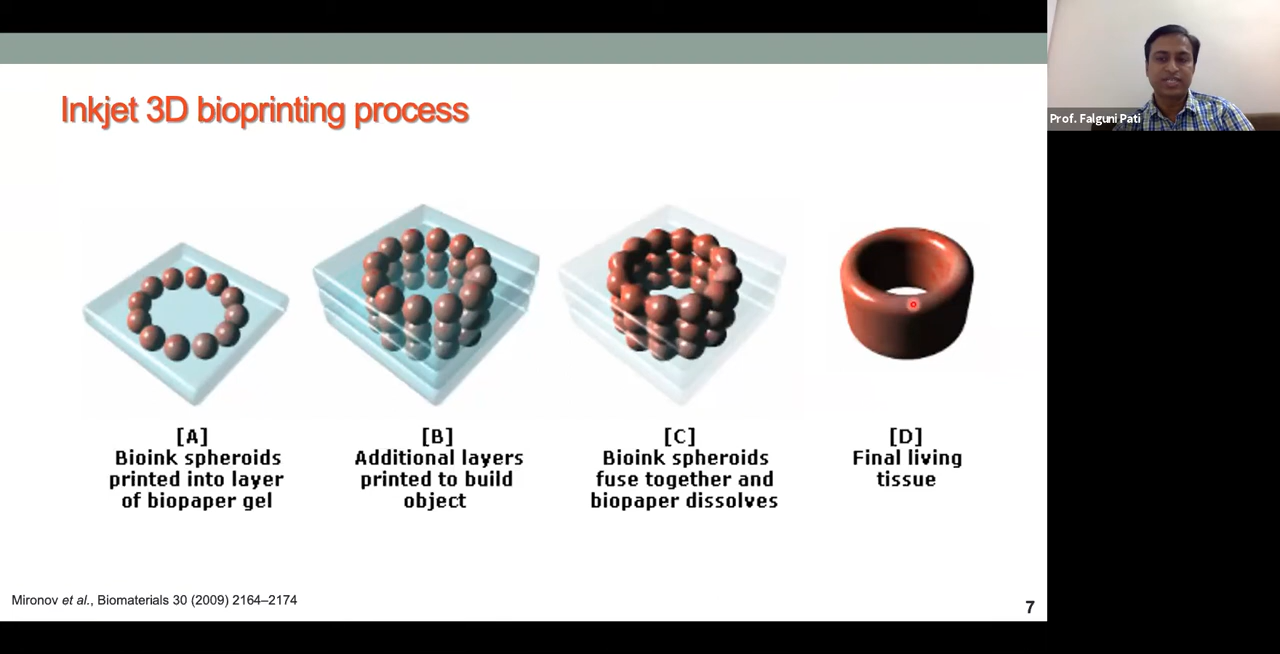 Inkjet 3D bioprinting process
Prof. Falguni Pati
[A]
Bioink spheroids
printed into layer
of biopaper gel
[B]
Additional layers
printed to build
object
[C]
Bioink spheroids
fuse together and
biopaper dissolves
[D]
Final living
tissue
Mironov et al., Biomaterials 30 (2009) 2164–2174
7